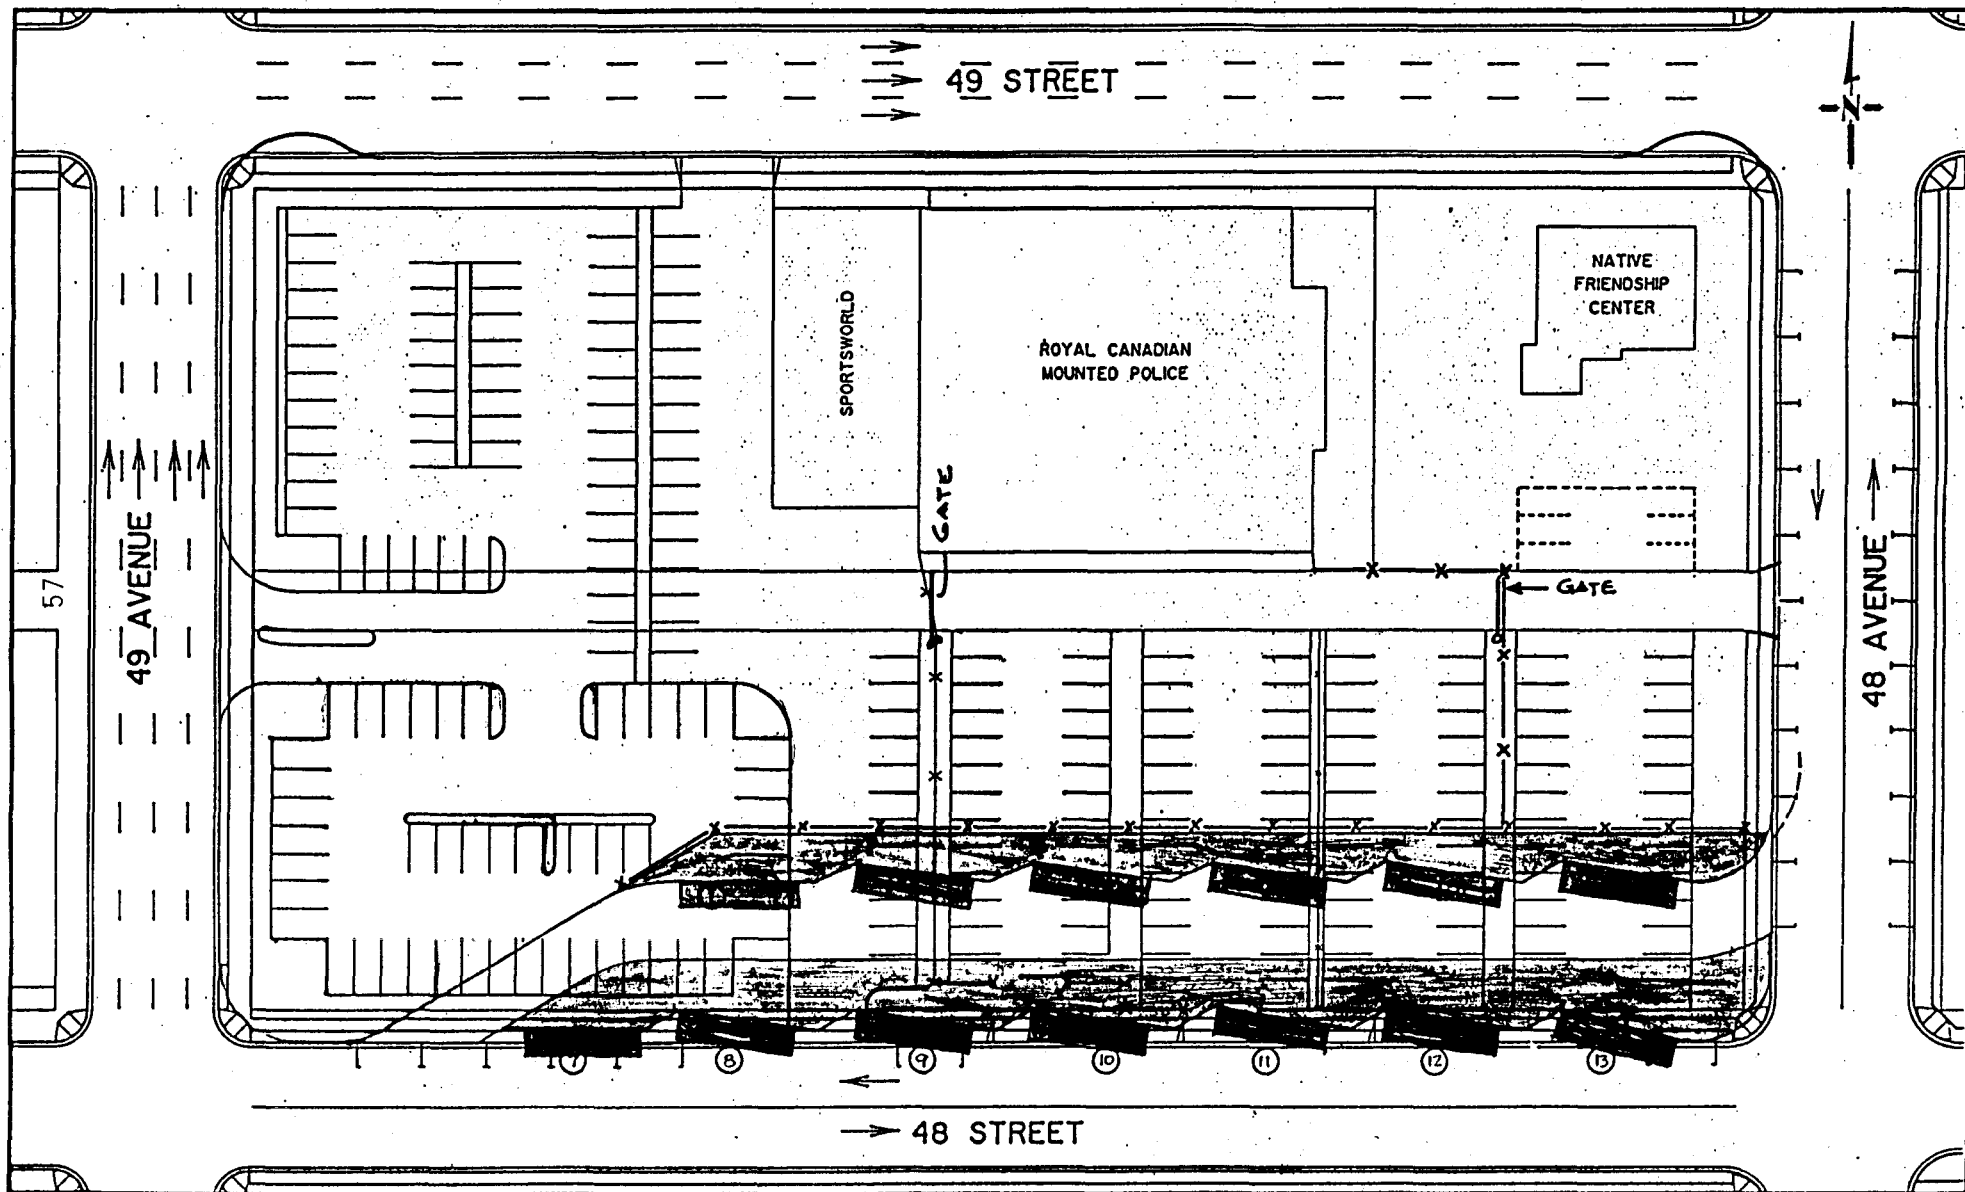 49 STREET
N
NATIVE
FRIENDSHIP
CENTER
SPORTSWORLD
ROYAL CANADIAN
MOUNTED POLICE
GATE
GATE
57
49 AVENUE
48 AVENUE
7
8
9
10
11
12
13
48 STREET